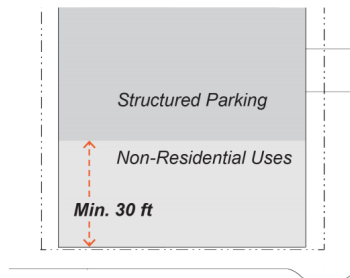 Structured Parking
Non-Residential Uses
Min. 30 ft